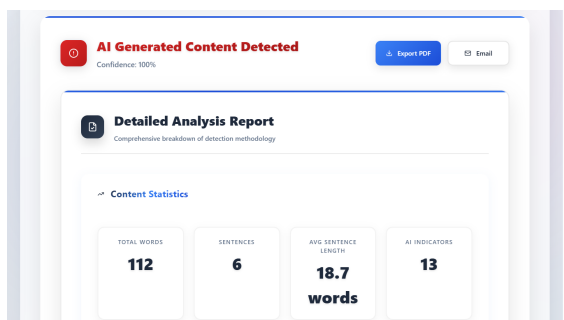 AI Generated Content Detected
Confidence: 100%
Export PDF
Email
Detailed Analysis Report
Comprehensive breakdown of detection methodology
Content Statistics
TOTAL WORDS
112
SENTENCES
6
AVG SENTENCE
LENGTH
18.7
words
AI INDICATORS
13